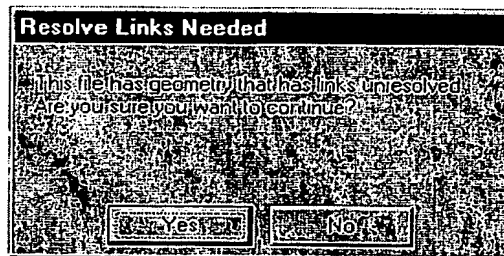 Resolve Links Needed
This file has geometry that has links unresolved.
Are you sure you want to continue?
Yes
No